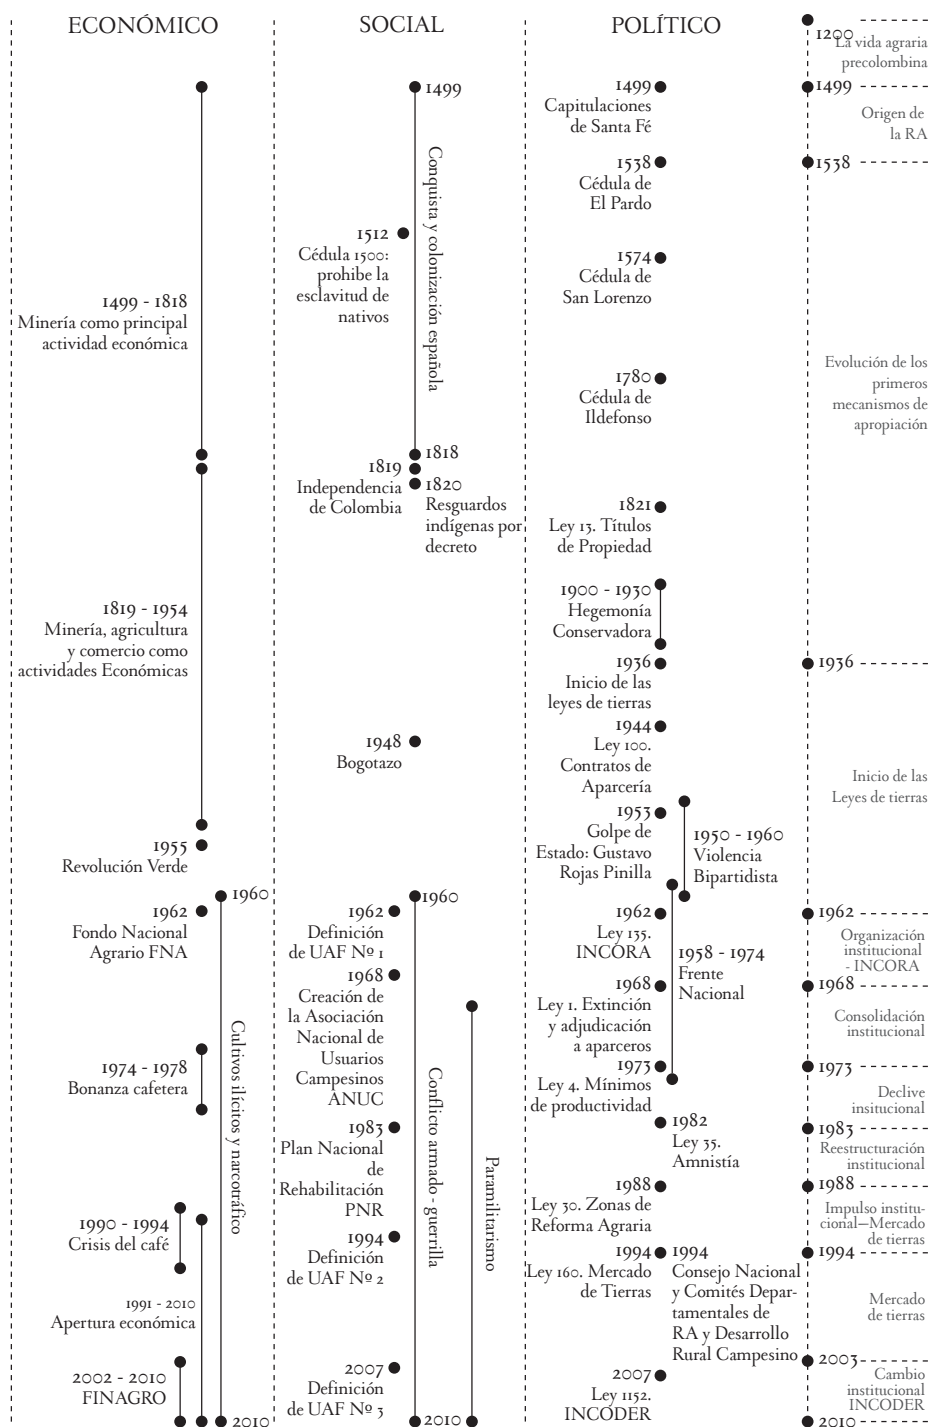 ECONÓMICO
1499 - 1818
Minería como principal
actividad económica
1819 - 1954
Minería, agricultura
y comercio como
actividades Económicas
1955
Revolución Verde
1960
1962
Fondo Nacional
Agrario FNA
Cultivos ilícitos y narcotráfico
1974 - 1978
Bonanza cafetera
1990 - 1994
Crisis del café
1991 - 2010
Apertura económica
2002 - 2010
FINAGRO
2010
SOCIAL
1499
Conquista y colonización española
1512
Cédula 1500:
prohibe la
esclavitud de
nativos
1818
1819
Independencia
de Colombia
1820
Resguardos
indígenas por
decreto
1948
Bogotazo
1960
1962
Definición
de UAF Nº 1
1968
Creación de
la Asociación
Nacional de
Usuarios
Campesinos
ANUC
Conflicto armado - guerrilla
Paramilitarismo
1983
Plan Nacional
de
Rehabilitación
PNR
1994
Definición
de UAF Nº 2
2007
Definición
de UAF Nº 3
2010
POLÍTICO
1499
Capitulaciones
de Santa Fé
1538
Cédula de
El Pardo
1574
Cédula de
San Lorenzo
1780
Cédula de
Ildefonso
1821
Ley 13. Títulos
de Propiedad
1900 - 1930
Hegemonía
Conservadora
1936
Inicio de las
leyes de tierras
1944
Ley 100.
Contratos de
Aparcería
1953
Golpe de
Estado: Gustavo
Rojas Pinilla
1950 - 1960
Violencia
Bipartidista
1962
Ley 135.
INCORA
1958 - 1974
Frente
Nacional
1968
Ley 1. Extinción
y adjudicación
a aparceros
1973
Ley 4. Mínimos
de productividad
1982
Ley 35.
Amnistía
1988
Ley 30. Zonas de
Reforma Agraria
1994
Ley 160. Mercado
de Tierras
1994
Consejo Nacional
y Comités Depar-
tamentales de
RA y Desarrollo
Rural Campesino
2007
Ley 1152.
INCODER
1200
La vida agraria
precolombina
1499
Origen de
la RA
1538
Evolución de los
primeros
mecanismos de
apropiación
1936
Inicio de las
Leyes de tierras
1962
Organización
institucional
- INCORA
1968
Consolidación
institucional
1973
Declive
insitucional
1983
Reestructuración
institucional
1988
Impulso institu-
cional—Mercado
de tierras
1994
Mercado
de tierras
2003
Cambio
institucional
INCODER
2010